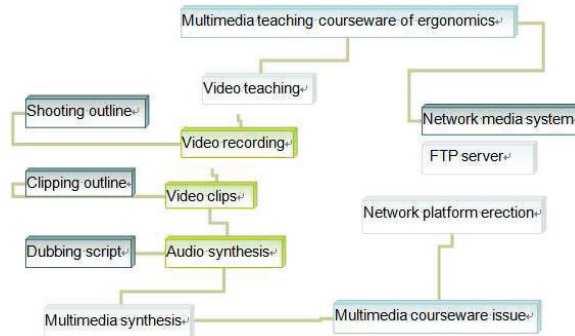 Multimedia teaching courseware of ergonomics
Video teaching
Shooting outline
Network media system
Video recording
FTP server
Clipping outline
Video clips
Network platform erection
Dubbing script
Audio synthesis
Multimedia synthesis
Multimedia courseware issue